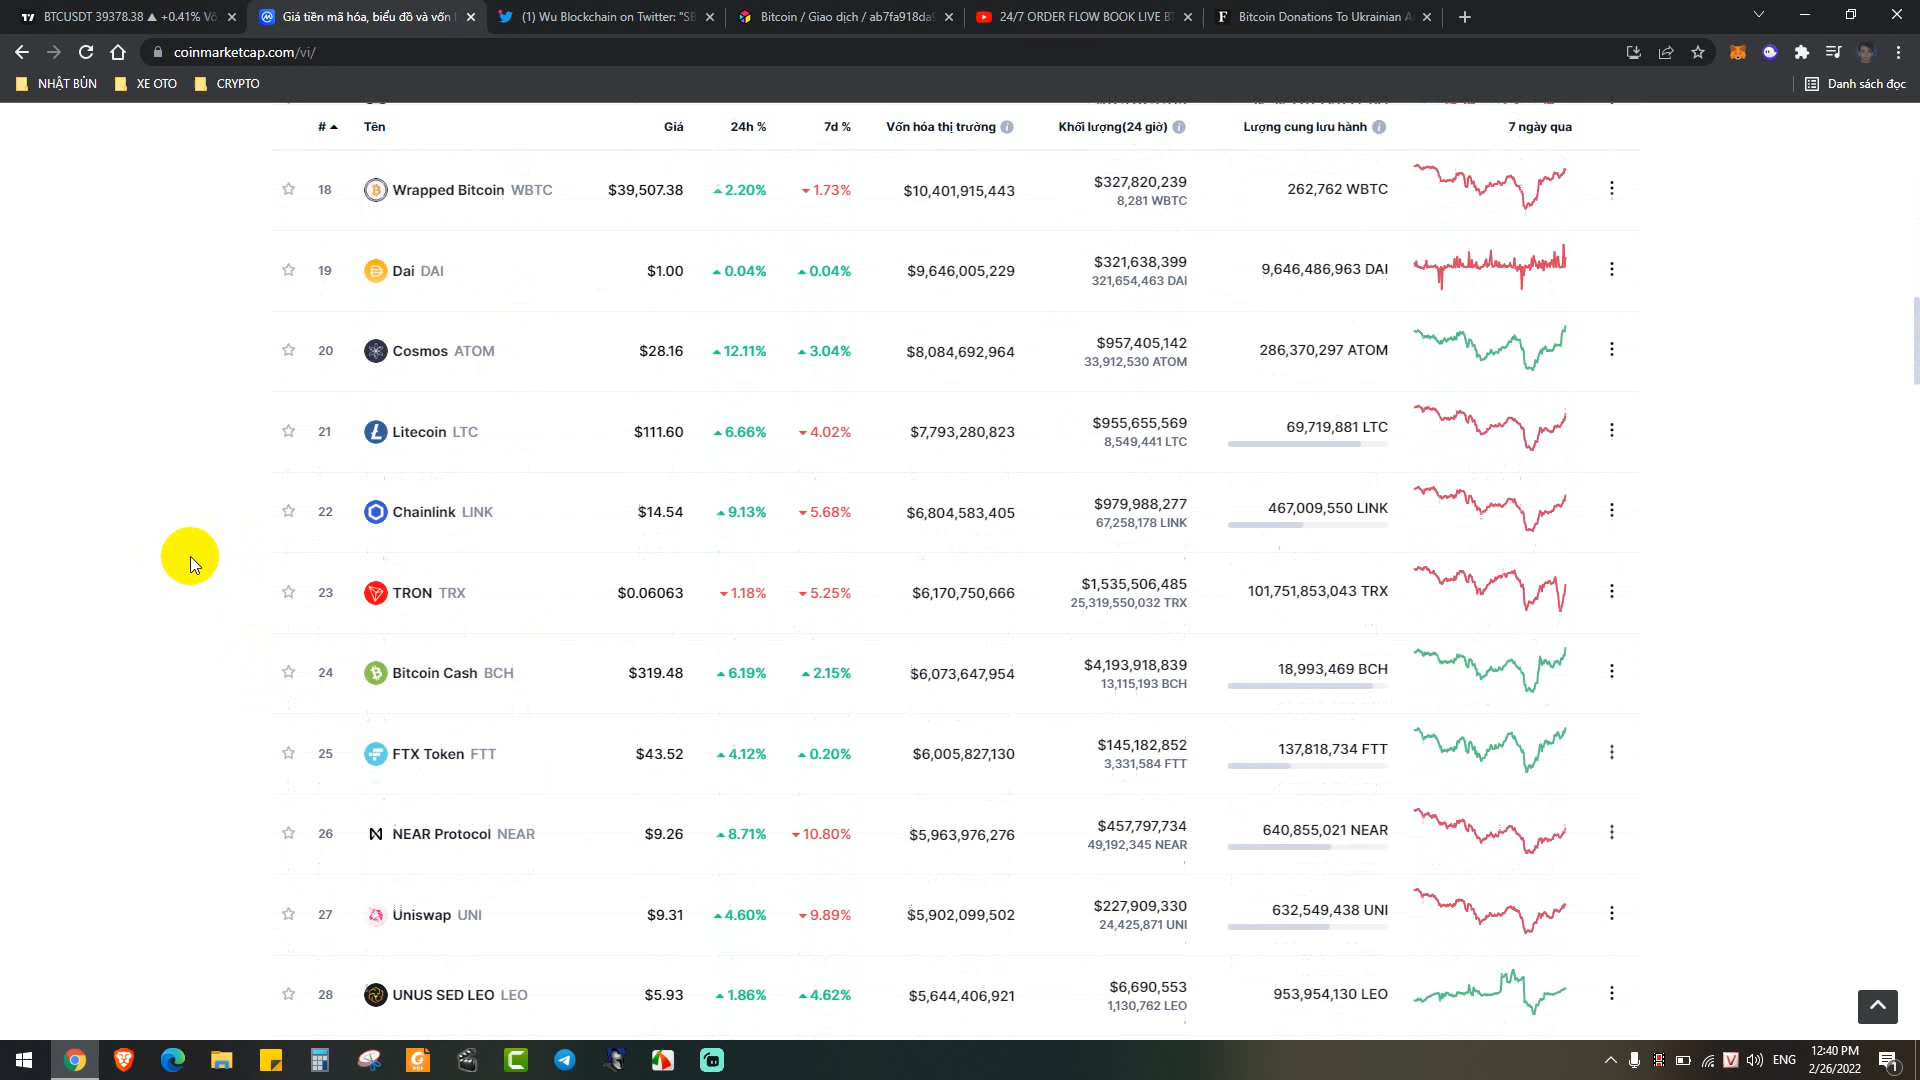 BTCUSDT 39378.38 ▲ +0.41% Vô
Giá tiền mã hóa, biểu đồ và vốn
(1) Wu Blockchain on Twitter: "SB
Bitcoin / Giao dịch / ab7fa918da
24/7 ORDER FLOW BOOK LIVE BT
Bitcoin Donations To Ukrainian A
coinmarketcap.com/vi/
NHẬT BỦN
XE OTO
CRYPTO
Danh sách đọc
# Tên Giá 24h % 7d % Vốn hóa thị trường Khối lượng(24 giờ) Lượng cung lưu hành 7 ngày qua
18 Wrapped Bitcoin WBTC $39,507.38 2.20% 1.73% $10,401,915,443 $327,820,239 262,762 WBTC
8,281 WBTC
19 Dai DAI $1.00 0.04% 0.04% $9,646,005,229 $321,638,399 9,646,486,963 DAI
321,654,463 DAI
20 Cosmos ATOM $28.16 12.11% 3.04% $8,084,692,964 $957,405,142 286,370,297 ATOM
33,912,530 ATOM
21 Litecoin LTC $111.60 6.66% 4.02% $7,793,280,823 $955,655,569 69,719,881 LTC
8,549,441 LTC
22 Chainlink LINK $14.54 9.13% 5.68% $6,804,583,405 $979,988,277 467,009,550 LINK
67,258,178 LINK
23 TRON TRX $0.06063 1.18% 5.25% $6,170,750,666 $1,535,506,485 101,751,853,043 TRX
25,319,550,032 TRX
24 Bitcoin Cash BCH $319.48 6.19% 2.15% $6,073,647,954 $4,193,918,839 18,993,469 BCH
13,115,193 BCH
25 FTX Token FTT $43.52 4.12% 0.20% $6,005,827,130 $145,182,852 137,818,734 FTT
3,331,584 FTT
26 NEAR Protocol NEAR $9.26 8.71% 10.80% $5,963,976,276 $457,797,734 640,855,021 NEAR
49,192,345 NEAR
27 Uniswap UNI $9.31 4.60% 9.89% $5,902,099,502 $227,909,330 632,549,438 UNI
24,425,871 UNI
28 UNUS SED LEO LEO $5.93 1.86% 4.62% $5,644,406,921 $6,690,553 953,954,130 LEO
1,130,762 LEO
ENG
12:40 PM
2/26/2022